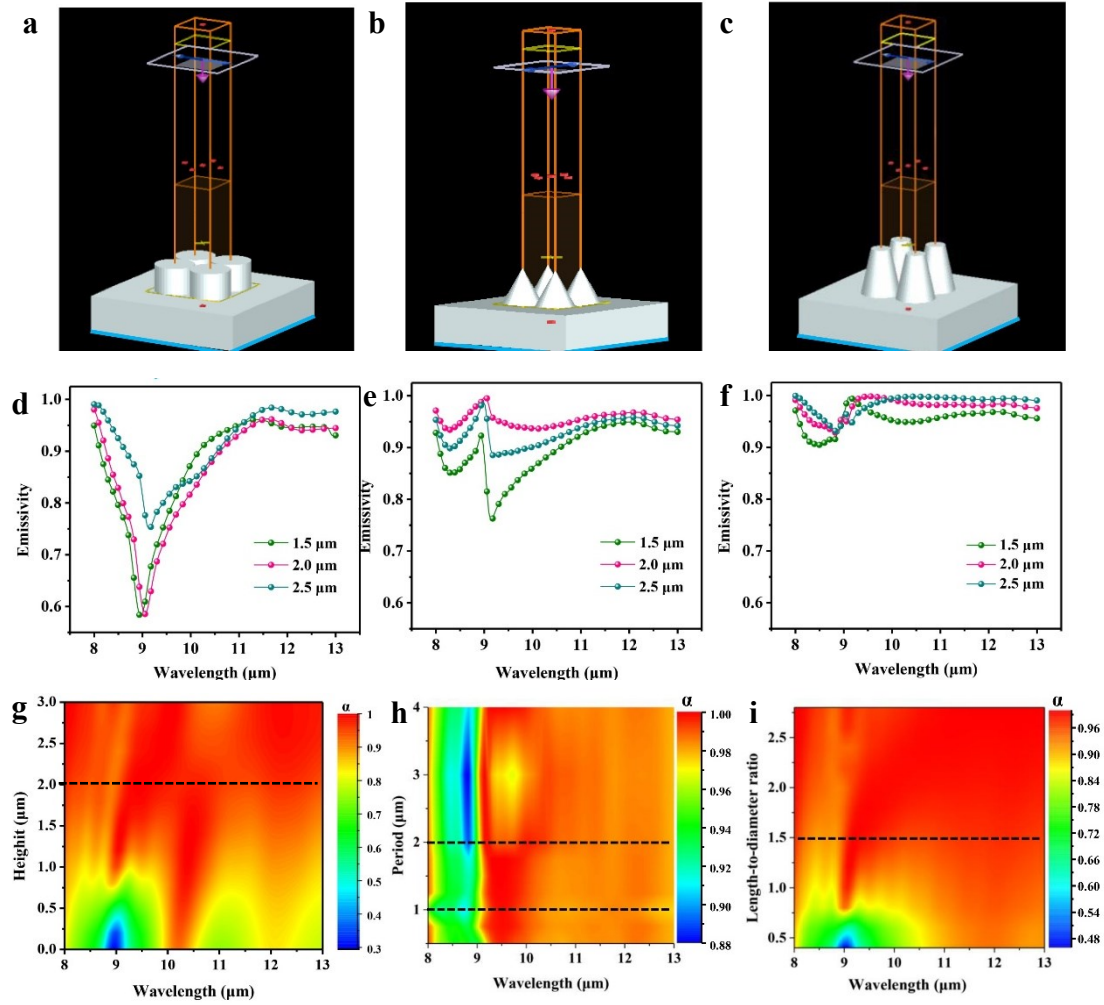 a
b
c
d
1.0
0.9
0.8
0.7
0.6
Emissivity
8 9 10 11 12 13
Wavelength (μm)
1.5 μm
2.0 μm
2.5 μm
e
1.0
0.9
0.8
0.7
0.6
Emissivity
8 9 10 11 12 13
Wavelength (μm)
1.5 μm
2.0 μm
2.5 μm
f
1.0
0.9
0.8
0.7
0.6
Emissivity
8 9 10 11 12 13
Wavelength (μm)
1.5 μm
2.0 μm
2.5 μm
g
3.0
2.5
2.0
1.5
1.0
0.5
0.0
Heighit (μm)
8 9 10 11 12 13
Wavelength (μm)
α
1
0.9
0.8
0.7
0.6
0.5
0.4
0.3
h
4
3
2
1
Period (μm)
8 9 10 11 12 13
Wavelength (μm)
α
1.00
0.98
0.96
0.94
0.92
0.90
0.88
i
2.5
2.0
1.5
1.0
0.5
Length-to-diameter ratio
8 9 10 11 12 13
Wavelength (μm)
α
0.96
0.90
0.84
0.78
0.72
0.66
0.60
0.54
0.48